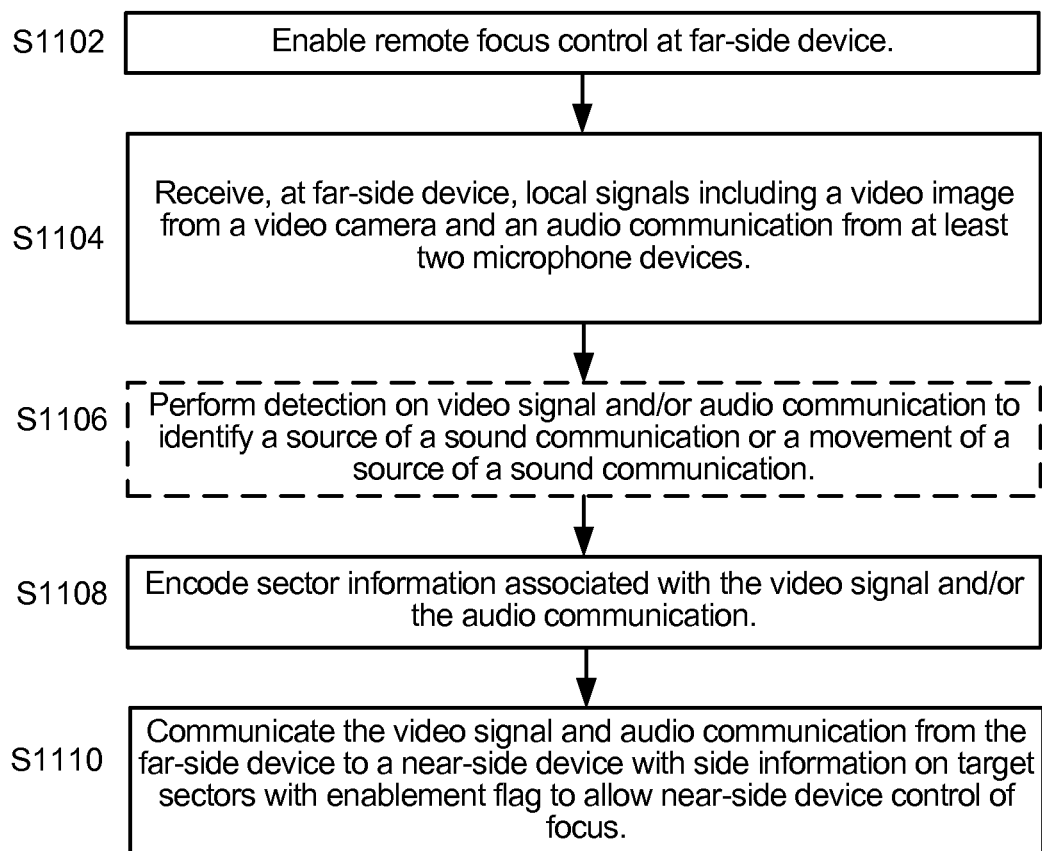 S1102
Enable remote focus control at far-side device.
S1104
Receive, at far-side device, local signals including a video image
from a video camera and an audio communication from at least
two microphone devices.
S1106
Perform detection on video signal and/or audio communication to
identify a source of a sound communication or a movement of a
source of a sound communication.
S1108
Encode sector information associated with the video signal and/or
the audio communication.
S1110
Communicate the video signal and audio communication from the
far-side device to a near-side device with side information on target
sectors with enablement flag to allow near-side device control of
focus.